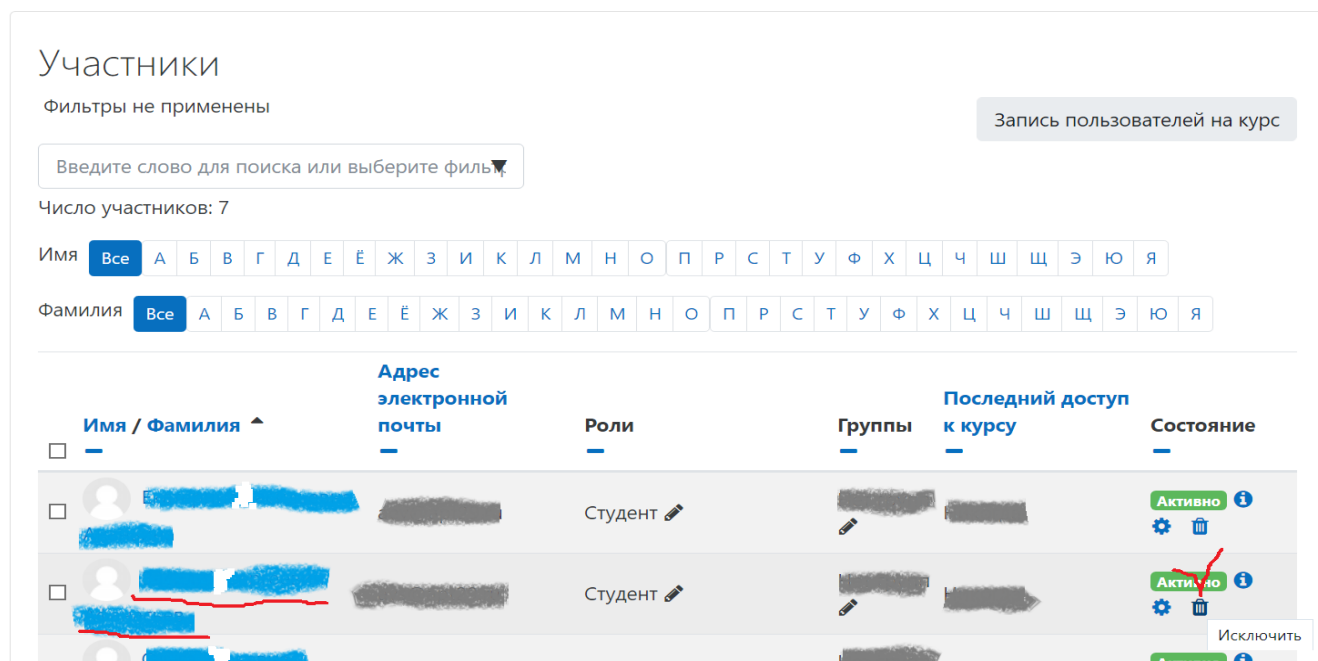 Участники
Фильтры не применены
Запись пользователей на курс
Введите слово для поиска или выберите фильт
Число участников: 7
Имя Все А Б В Г Д Е Ё Ж З И К Л М Н О П Р С Т У Ф Х Ц Ч Ш Щ Э Ю Я
Фамилия Все А Б В Г Д Е Ё Ж З И К Л М Н О П Р С Т У Ф Х Ц Ч Ш Щ Э Ю Я
Имя / Фамилия
Адрес
электронной
почты
Роли
Группы
Последний доступ
к курсу
Состояние
Студент
Активно
Студент
Активно
Исключить